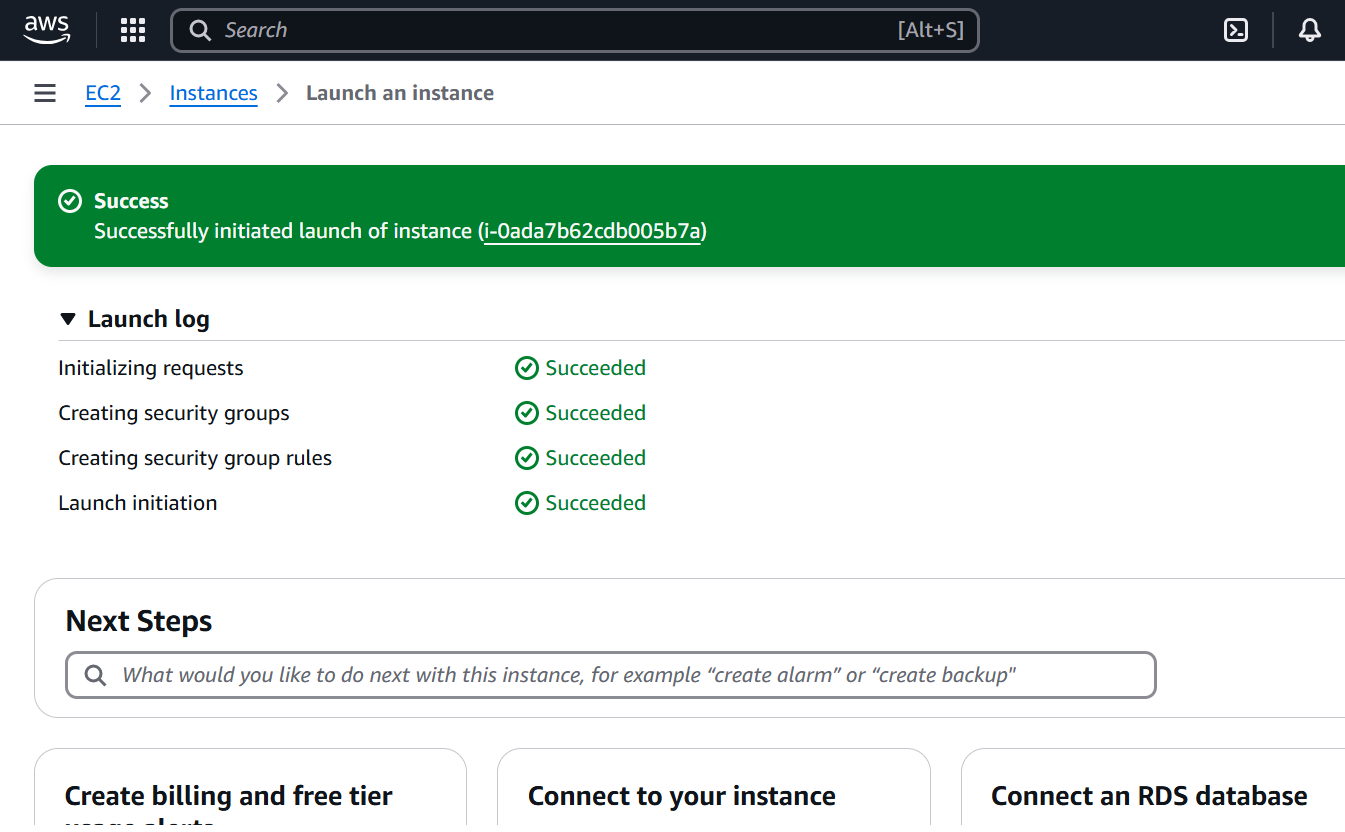 aws
Search [Alt+S]
EC2 Instances Launch an instance
Success
Successfully initiated launch of instance (i-0ada7b62cdb005b7a)
Launch log
Initializing requests Succeeded
Creating security groups Succeeded
Creating security group rules Succeeded
Launch initiation Succeeded
Next Steps
What would you like to do next with this instance, for example “create alarm” or “create backup"
Create billing and free tier
usage alerts
Connect to your instance
Connect an RDS database